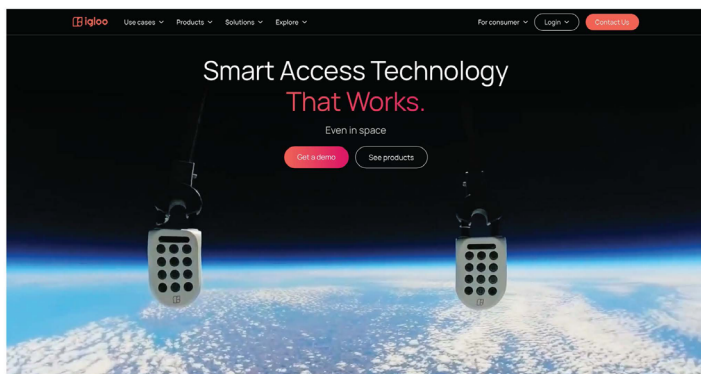 igloo
Use cases
Products
Solutions
Explore
For consumer
Login
Contact Us
Smart Access Technology
That Works.
Even in space
Get a demo
See products